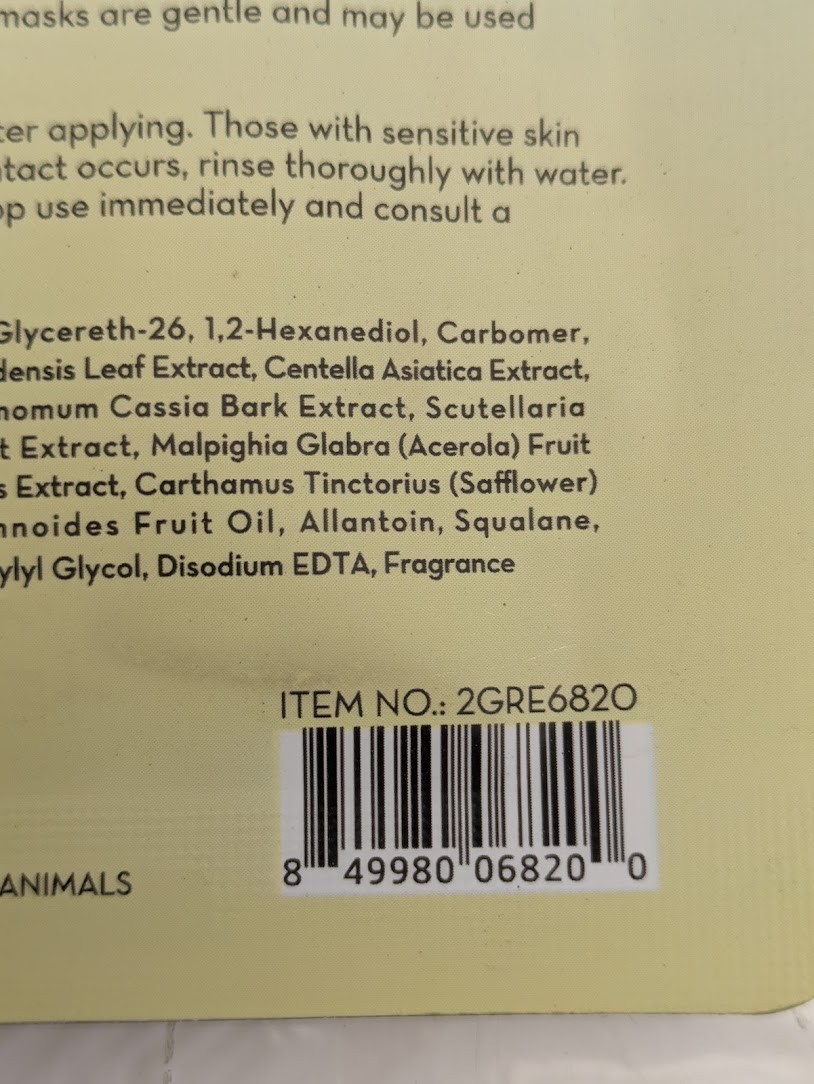 masks are gentle and may be used
ter applying. Those with sensitive skin
ntact occurs, rinse thoroughly with water.
op use immediately and consult a
Glycereth-26, 1,2-Hexanediol, Carbomer,
densis Leaf Extract, Centella Asiatica Extract,
nomum Cassia Bark Extract, Scutellaria
t Extract, Malpighia Glabra (Acerola) Fruit
s Extract, Carthamus Tinctorius (Safflower)
nnoides Fruit Oil, Allantoin, Squalane,
ylyl Glycol, Disodium EDTA, Fragrance
ITEM NO.: 2GRE6820
8 49980 06820 0
ANIMALS